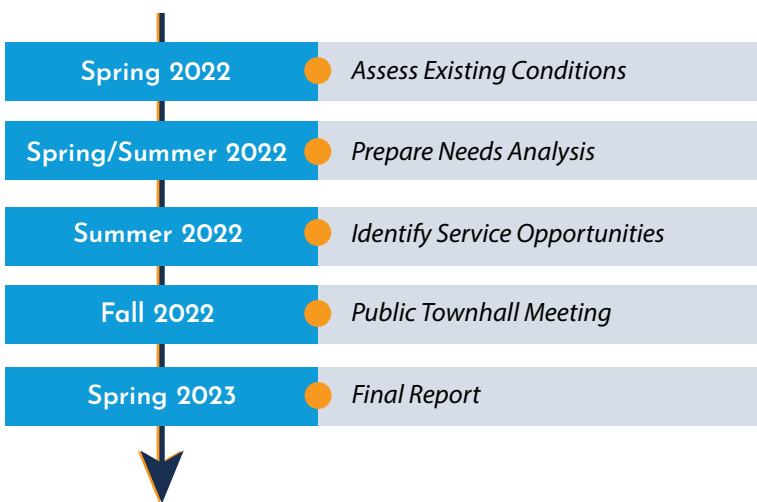 Spring 2022
Assess Existing Conditions
Spring/Summer 2022
Prepare Needs Analysis
Summer 2022
Identify Service Opportunities
Fall 2022
Public Townhall Meeting
Spring 2023
Final Report